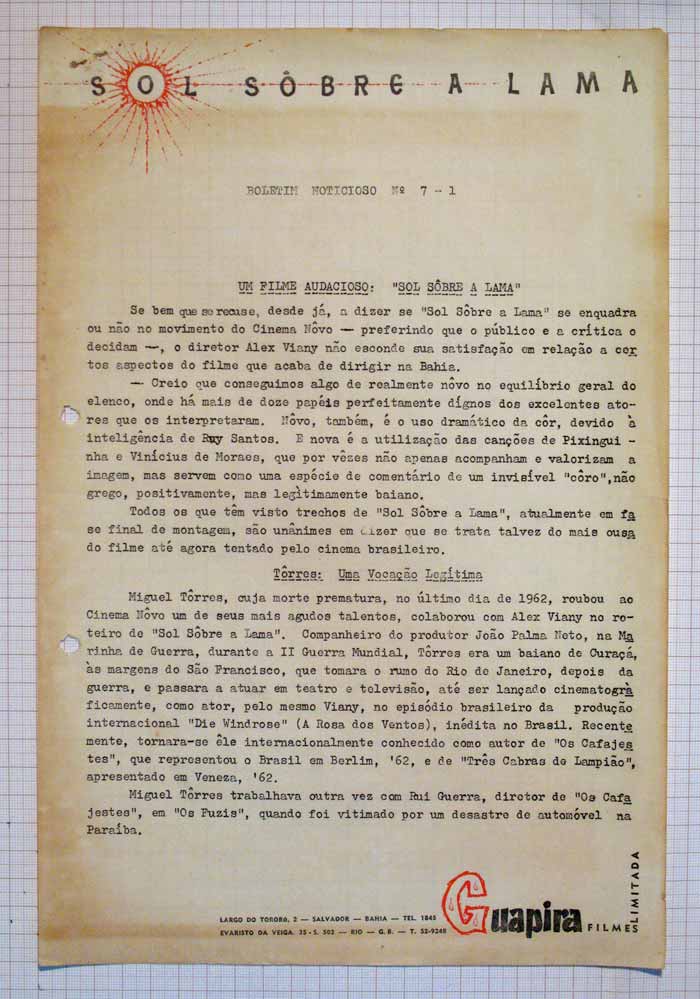 SOL SÔBRE A LAMA
BOLETIM NOTICIOSO Nº 7 - 1
UM FILME AUDACIOSO: "SOL SÔBRE A LAMA"
Se bem que se recuse, desde já, a dizer se "Sol Sôbre a Lama" se enquadra
ou não no movimento do Cinema Nôvo — preferindo que o público e a crítica o
decidam —, o diretor Alex Viany não esconde sua satisfação em relação a cer
tos aspectos do filme que acaba de dirigir na Bahia.
— Creio que conseguimos algo de realmente nôvo no equilíbrio geral do
elenco, onde há mais de doze papéis perfeitamente dígnos dos excelentes ato-
res que os interpretaram. Nôvo, também, é o uso dramático da côr, devido à
inteligência de Ruy Santos. E nova é a utilização das canções de Pixingui -
nha e Vinícius de Moraes, que por vêzes não apenas acompanham e valorizam a
imagem, mas servem como uma espécie de comentário de um invisível "côro",não
grego, positivamente, mas legìtimamente baiano.
Todos os que têm visto trechos de "Sol Sôbre a Lama", atualmente em fa
se final de montagem, são unânimes em dizer que se trata talvez do mais ousa
do filme até agora tentado pelo cinema brasileiro.
Tôrres: Uma Vocação Legítima
Miguel Tôrres, cuja morte prematura, no último dia de 1962, roubou ao
Cinema Nôvo um de seus mais agudos talentos, colaborou com Alex Viany no ro-
teiro de "Sol Sôbre a Lama". Companheiro do produtor João Palma Neto, na Ma
rinha de Guerra, durante a II Guerra Mundial, Tôrres era um baiano de Curaçá,
às margens do São Francisco, que tomara o rumo do Rio de Janeiro, depois da
guerra, e passara a atuar em teatro e televisão, até ser lançado cinematogrà
ficamente, como ator, pelo mesmo Viany, no episódio brasileiro da produção
internacional "Die Windrose" (A Rosa dos Ventos), inédita no Brasil. Recente
mente, tornara-se êle internacionalmente conhecido como autor de "Os Cafajes
tes", que representou o Brasil em Berlim, '62, e de "Três Cabras de Lampião",
apresentado em Veneza, '62.
Miguel Tôrres trabalhava outra vez com Rui Guerra, diretor de "Os Cafa
jestes", em "Os Fuzis", quando foi vitimado por um desastre de automóvel na
Paraíba.
LARGO DO TORORO, 2 — SALVADOR — BAHIA — TEL. 1845
EVARISTO DA VEIGA, 35 - S. 502 — RIO — G. B. — T. 52-9248
Guapira FILMES LIMITADA